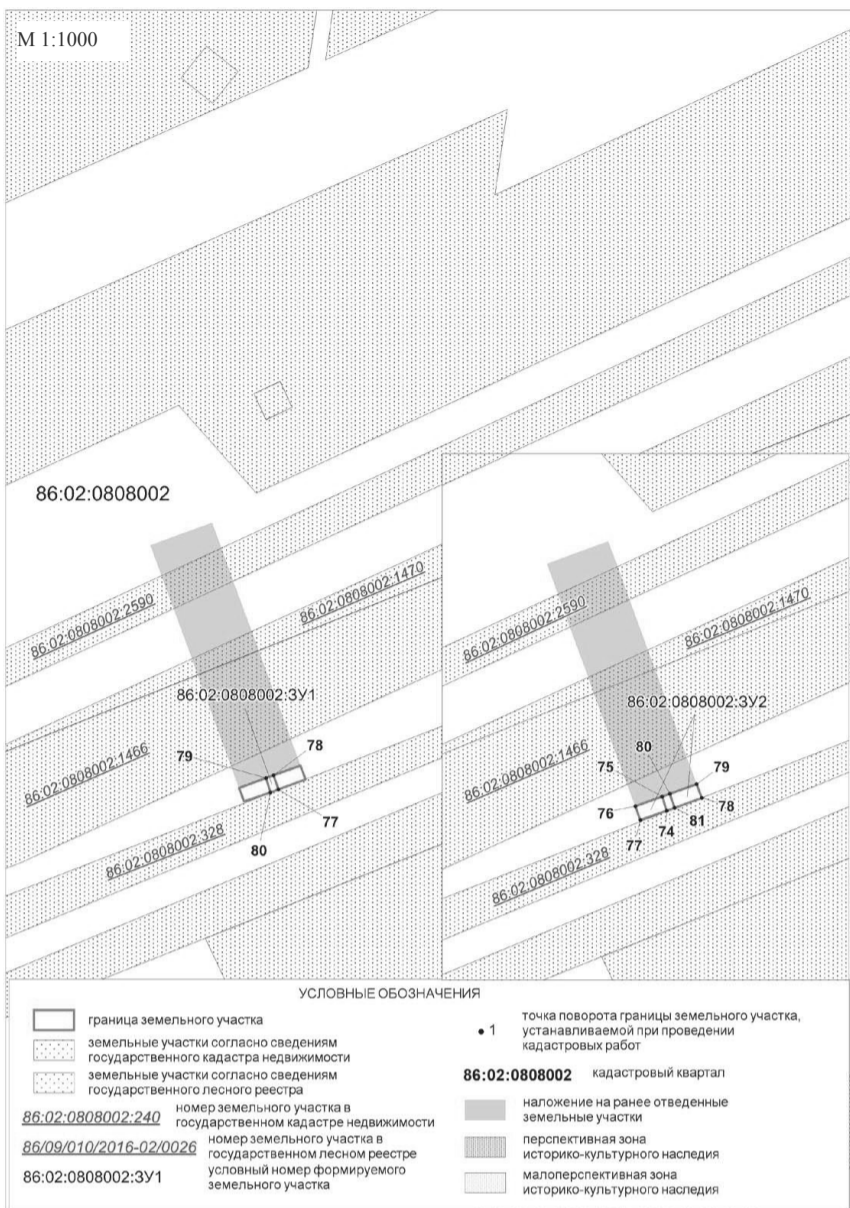 М 1:1000
86:02:0808002
86:02:0808002:2590
86:02:0808002:1470
86:02:0808002:ЗУ1
79
78
86:02:0808002:1466
77
80
86:02:0808002:328
86:02:0808002:2590
86:02:0808002:1470
86:02:0808002:ЗУ2
80
75
79
86:02:0808002:1466
76
78
77
74
81
86:02:0808002:328
УСЛОВНЫЕ ОБОЗНАЧЕНИЯ
граница земельного участка
земельные участки согласно сведениям
государственного кадастра недвижимости
земельные участки согласно сведениям
государственного лесного реестра
86:02:0808002:240
номер земельного участка в
государственном кадастре недвижимости
86/09/010/2016-02/0026
номер земельного участка в
государственном лесном реестре
86:02:0808002:ЗУ1
условный номер формируемого
земельного участка
1
точка поворота границы земельного участка,
устанавливаемой при проведении
кадастровых работ
86:02:0808002
кадастровый квартал
наложение на ранее отведенные
земельные участки
перспективная зона
историко-культурного наследия
малоперспективная зона
историко-культурного наследия